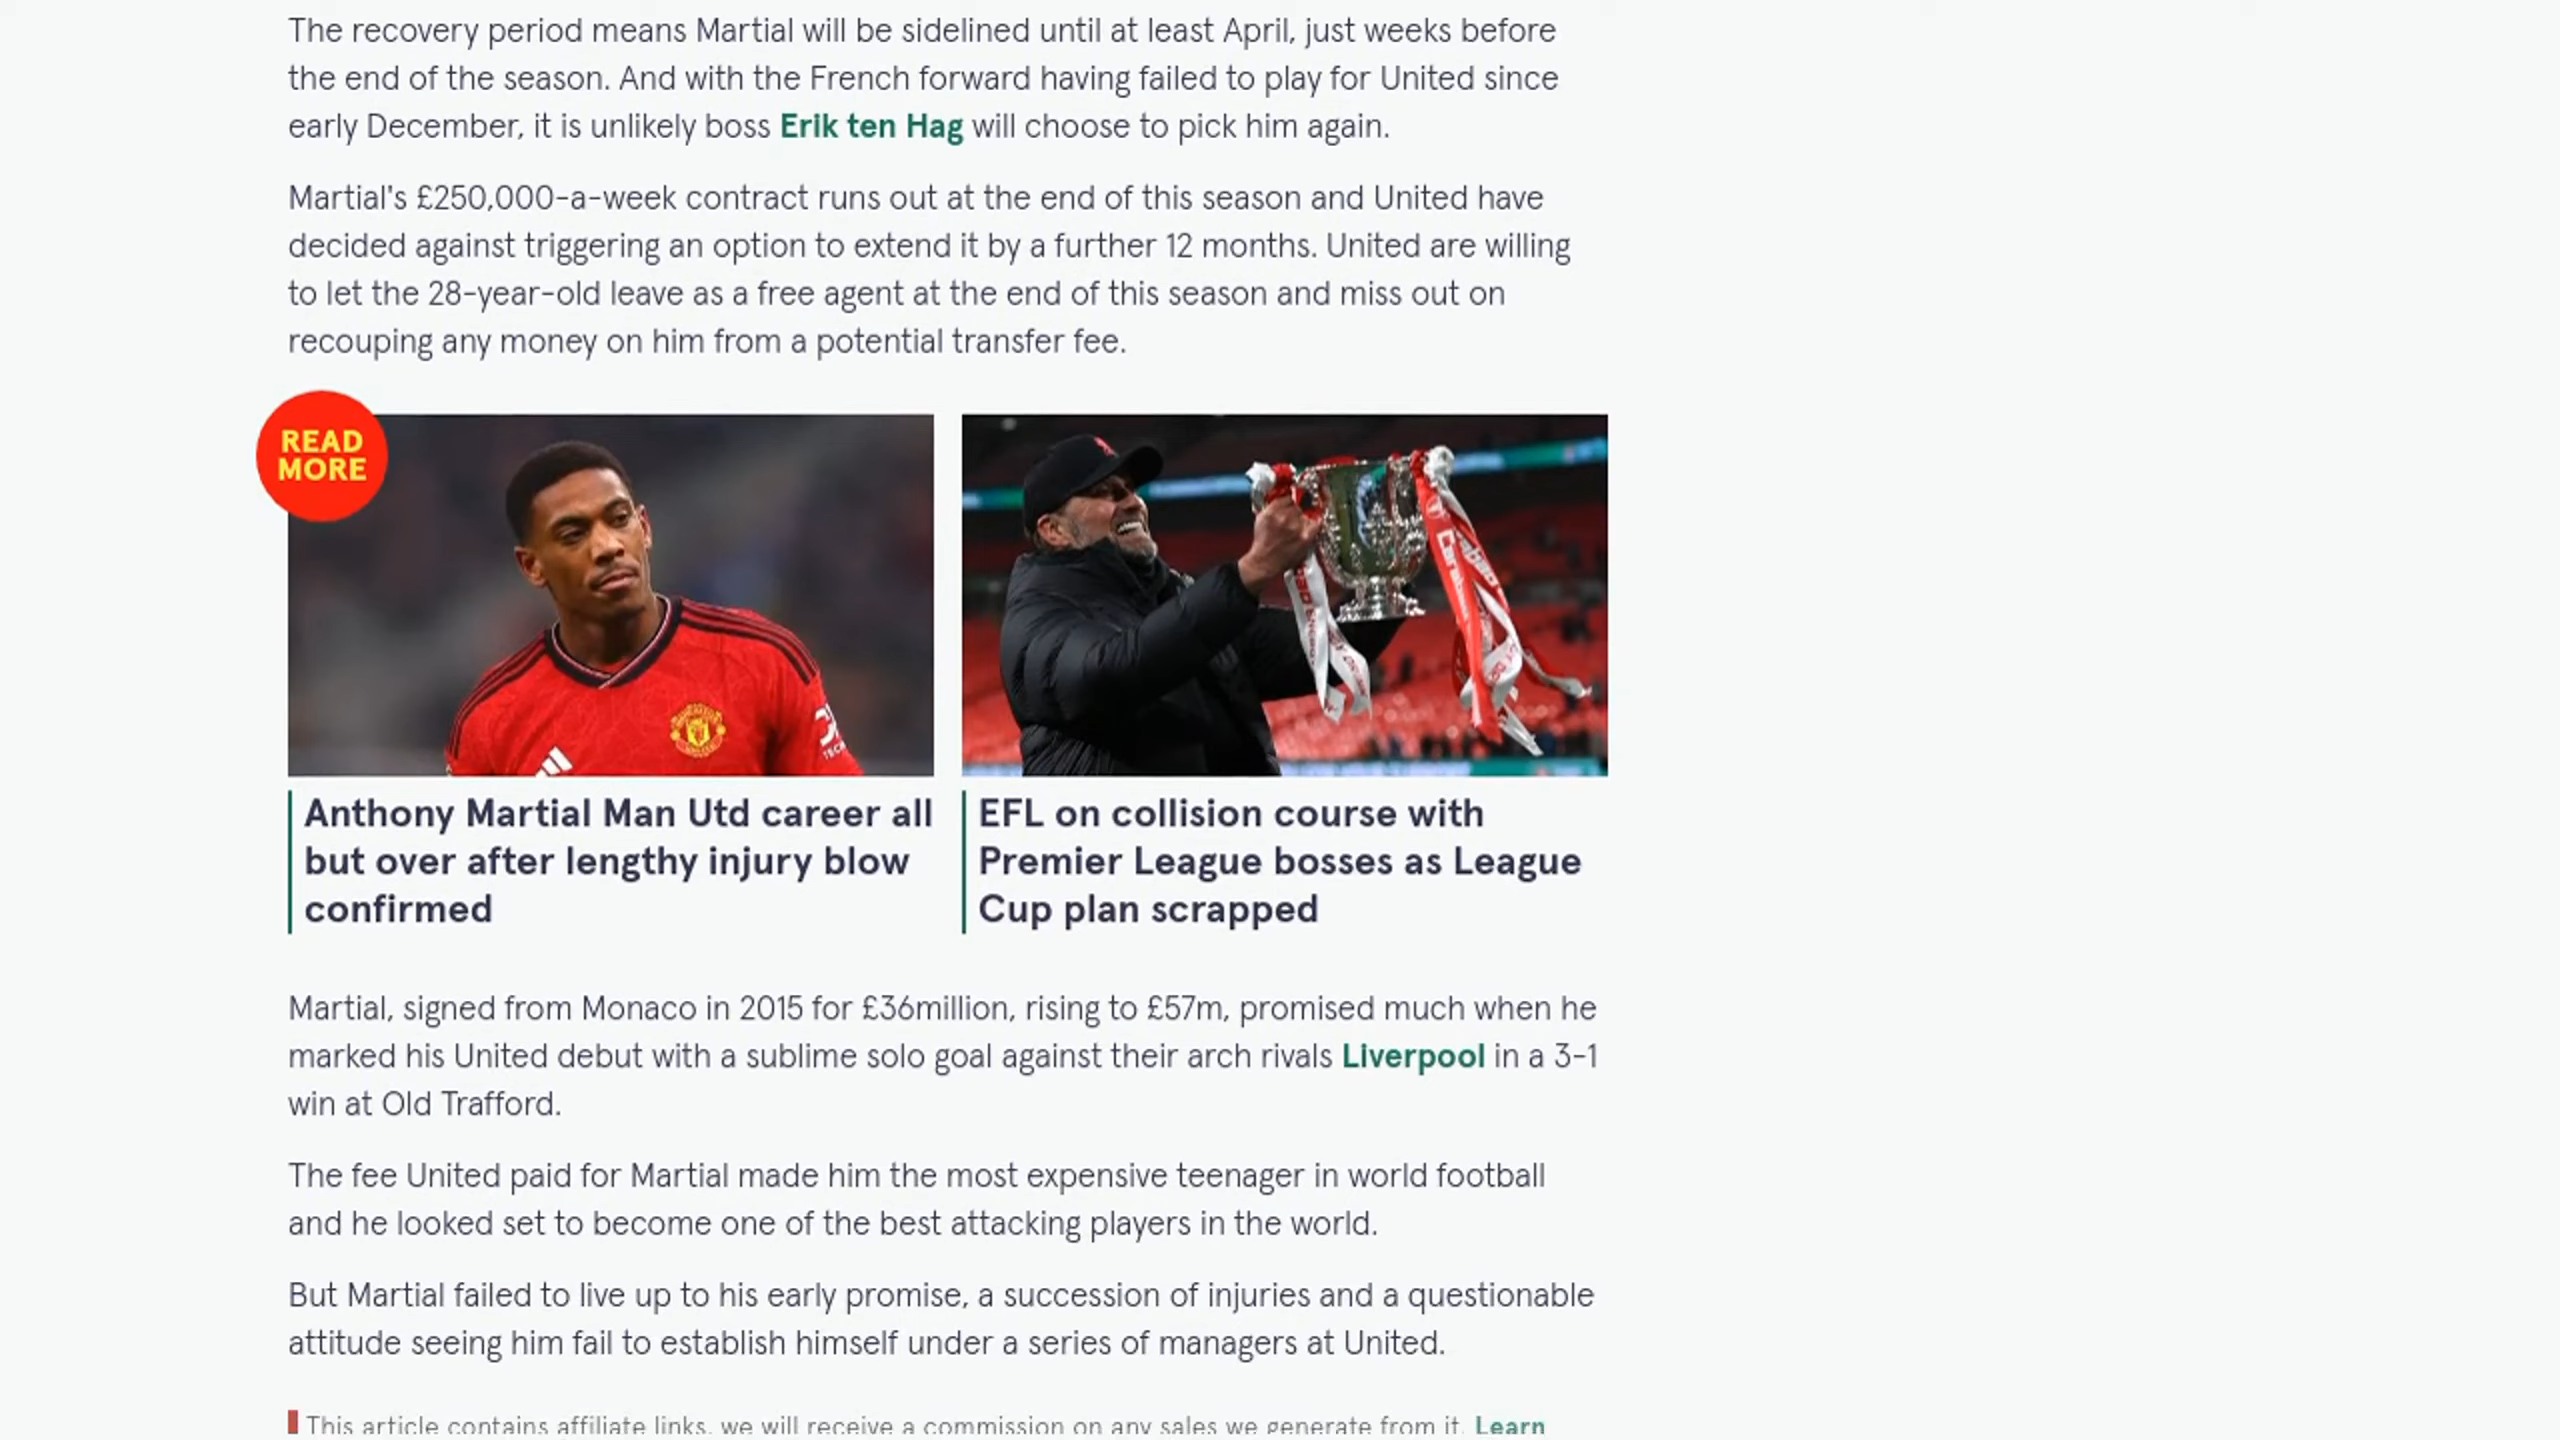 The recovery period means Martial will be sidelined until at least April, just weeks before
the end of the season. And with the French forward having failed to play for United since
early December, it is unlikely boss Erik ten Hag will choose to pick him again.
Martial's £250,000-a-week contract runs out at the end of this season and United have
decided against triggering an option to extend it by a further 12 months. United are willing
to let the 28-year-old leave as a free agent at the end of this season and miss out on
recouping any money on him from a potential transfer fee.
READ
MORE
Anthony Martial Man Utd career all
but over after lengthy injury blow
confirmed
EFL on collision course with
Premier League bosses as League
Cup plan scrapped
Martial, signed from Monaco in 2015 for £36million, rising to £57m, promised much when he
marked his United debut with a sublime solo goal against their arch rivals Liverpool in a 3-1
win at Old Trafford.
The fee United paid for Martial made him the most expensive teenager in world football
and he looked set to become one of the best attacking players in the world.
But Martial failed to live up to his early promise, a succession of injuries and a questionable
attitude seeing him fail to establish himself under a series of managers at United.
This article contains affiliate links, we will receive a commission on any sales we generate from it. Learn